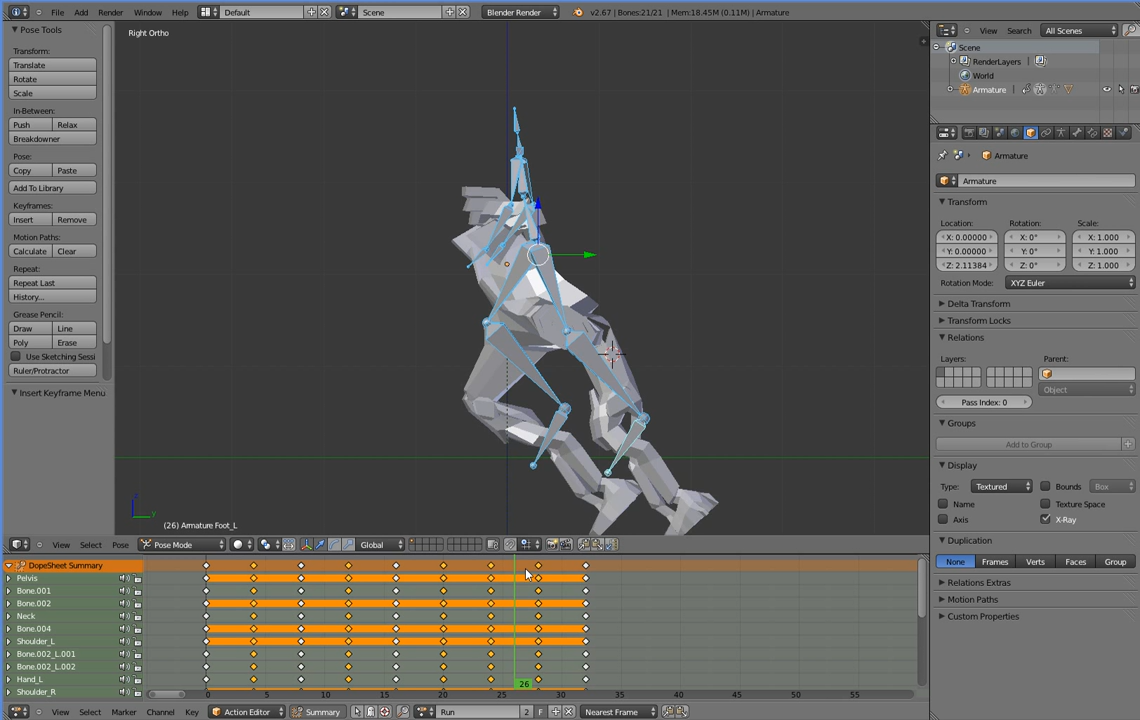 File Add Render Window Help Default Scene Blender Render v2.67 | Bones:21/21 | Mem:18.45M (0.11M) | Armature
Pose Tools
Transform:
Translate
Rotate
Scale
In-Between:
Push Relax
Breakdowner
Pose:
Copy Paste
Add To Library
Keyframes:
Insert Remove
Motion Paths:
Calculate Clear
Repeat:
Repeat Last
History...
Grease Pencil:
Draw Line
Poly Erase
Use Sketching Sessi
Ruler/Protractor
Insert Keyframe Menu
Right Ortho
(26) Armature Foot_L
View Select Pose Pose Mode Global
View Search All Scenes
Scene
RenderLayers |
World
Armature |
Armature
Armature
Transform
Location: Rotation: Scale:
X: 0.00000 X: 0° X: 1.000
Y: 0.00000 Y: 0° Y: 1.000
Z: 2.11384 Z: 0° Z: 1.000
Rotation Mode: XYZ Euler
Delta Transform
Transform Locks
Relations
Layers: Parent:
Object
Pass Index: 0
Groups
Add to Group
Display
Type: Textured Bounds Box
Name Texture Space
Axis X-Ray
Duplication
None Frames Verts Faces Group
Relations Extras
Motion Paths
Custom Properties
DopeSheet Summary
Pelvis
Bone.001
Bone.002
Neck
Bone.004
Shoulder_L
Bone.002_L.001
Bone.002_L.002
Hand_L
Shoulder_R
26
0 5 10 15 20 25 30 35 40 45 50 55
View Select Marker Channel Key Action Editor Summary Run 2 F Nearest Frame